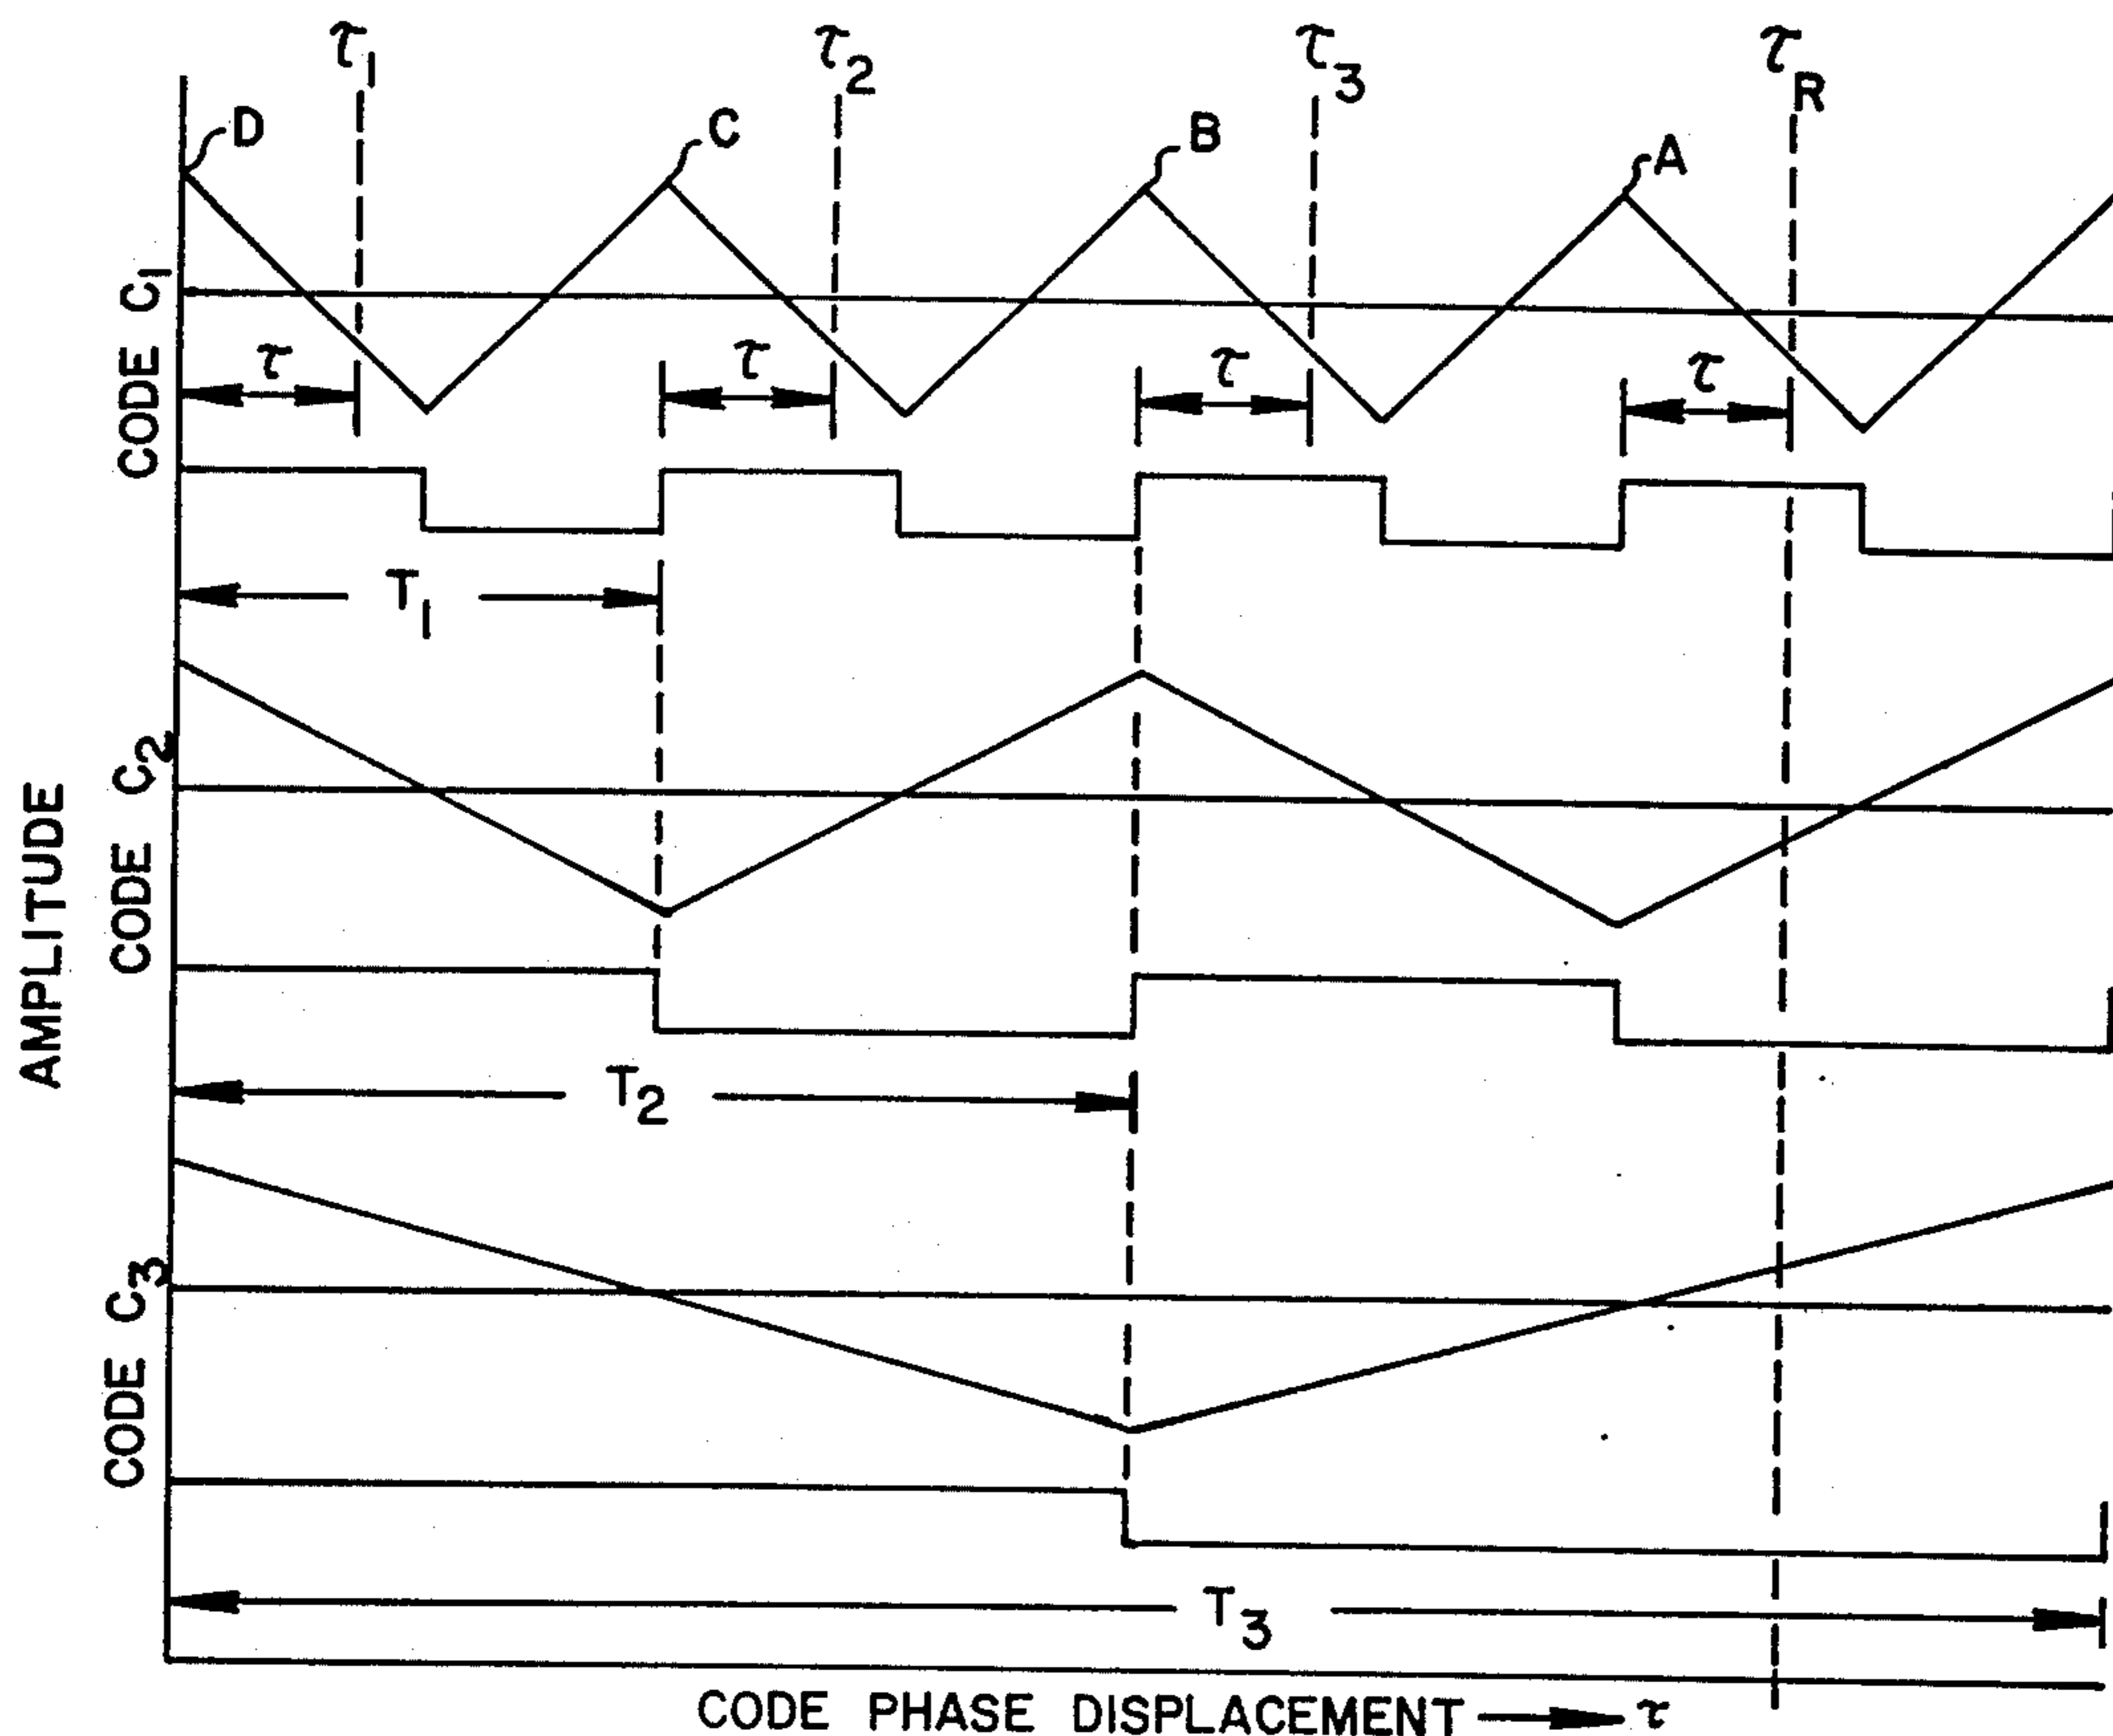 τ1 τ2 τ3 τR
D C B A
CODE C1
τ τ τ τ
T1
AMPLITUDE
CODE C2
T2
CODE C3
T3
CODE PHASE DISPLACEMENT → τ